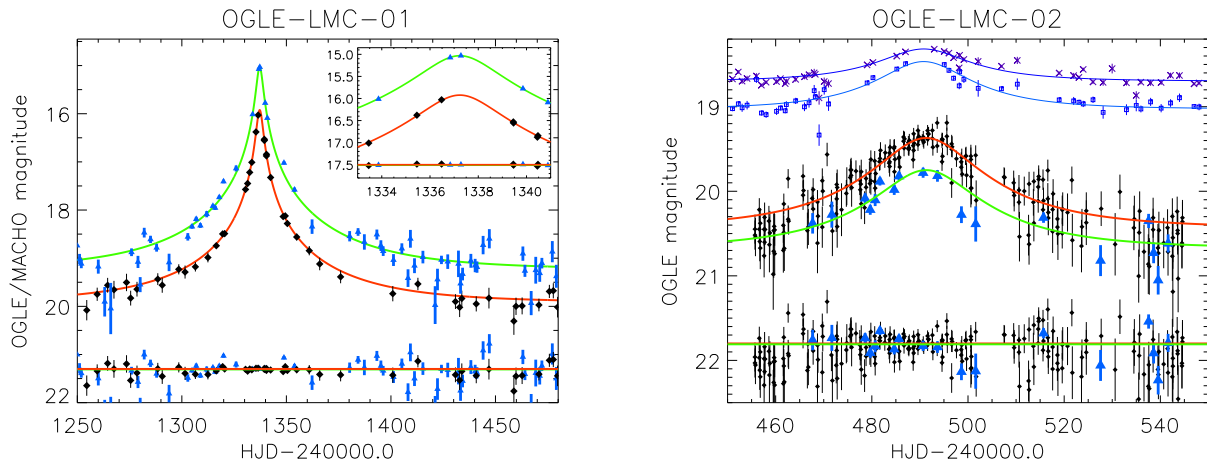 OGLE−LMC−01
OGLE/MACHO magnitude
16
18
20
22
15.0
15.5
16.0
16.5
17.0
17.5
1334 1336 1338 1340
1250 1300 1350 1400 1450
HJD−240000.0
OGLE−LMC−02
OGLE magnitude
19
20
21
22
460 480 500 520 540
HJD−240000.0